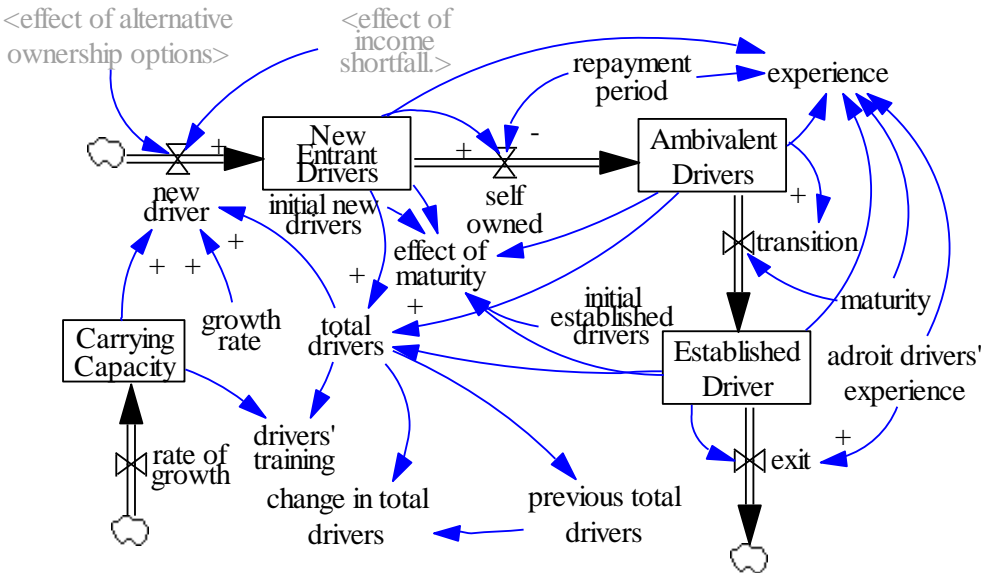 <effect of alternative
ownership options>
<effect of
income
shortfall.>
repayment
period
experience
New
Entrant
Drivers
Ambivalent
Drivers
+
+
-
new
driver
initial new
drivers
self
owned
+
transition
effect of
maturity
+
+
+
growth
rate
+
+
total
drivers
initial
established
drivers
maturity
Carrying
Capacity
Established
Driver
adroit drivers'
experience
drivers'
training
rate of
growth
+
exit
change in total
drivers
previous total
drivers